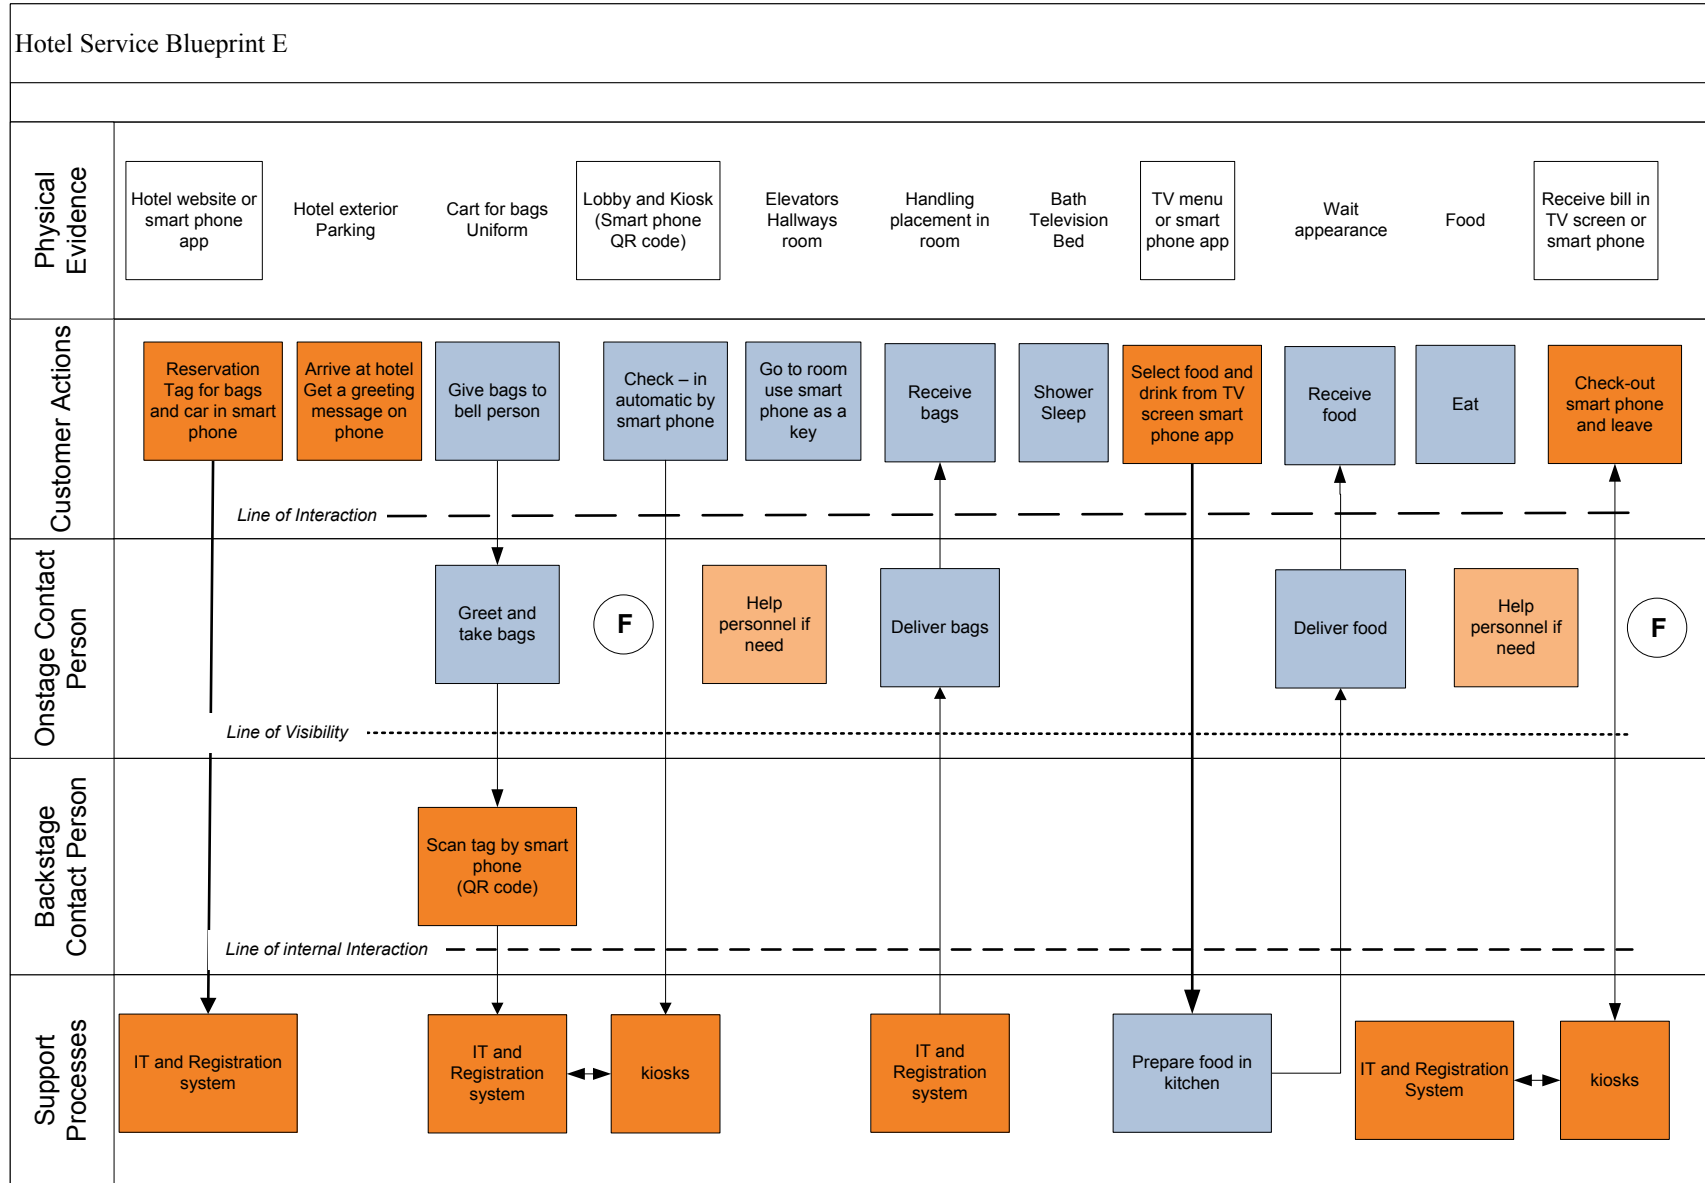 Hotel Service Blueprint E
Physical
Evidence
Hotel website or
smart phone
app
Hotel exterior
Parking
Cart for bags
Uniform
Lobby and Kiosk
(Smart phone
QR code)
Elevators
Hallways
room
Handling
placement in
room
Bath
Television
Bed
TV menu
or smart
phone app
Wait
appearance
Food
Receive bill in
TV screen or
smart phone
Customer Actions
Reservation
Tag for bags
and car in smart
phone
Arrive at hotel
Get a greeting
message on
phone
Give bags to
bell person
Check – in
automatic by
smart phone
Go to room
use smart
phone as a
key
Receive
bags
Shower
Sleep
Select food and
drink from TV
screen smart
phone app
Receive
food
Eat
Check-out
smart phone
and leave
Line of Interaction
Onstage Contact
Person
Greet and
take bags
F
Help
personnel if
need
Deliver bags
Deliver food
Help
personnel if
need
F
Line of Visibility
Backstage
Contact Person
Scan tag by smart
phone
(QR code)
Line of internal Interaction
Support
Processes
IT and Registration
system
IT and
Registration
system
kiosks
IT and
Registration
system
Prepare food in
kitchen
IT and Registration
System
kiosks